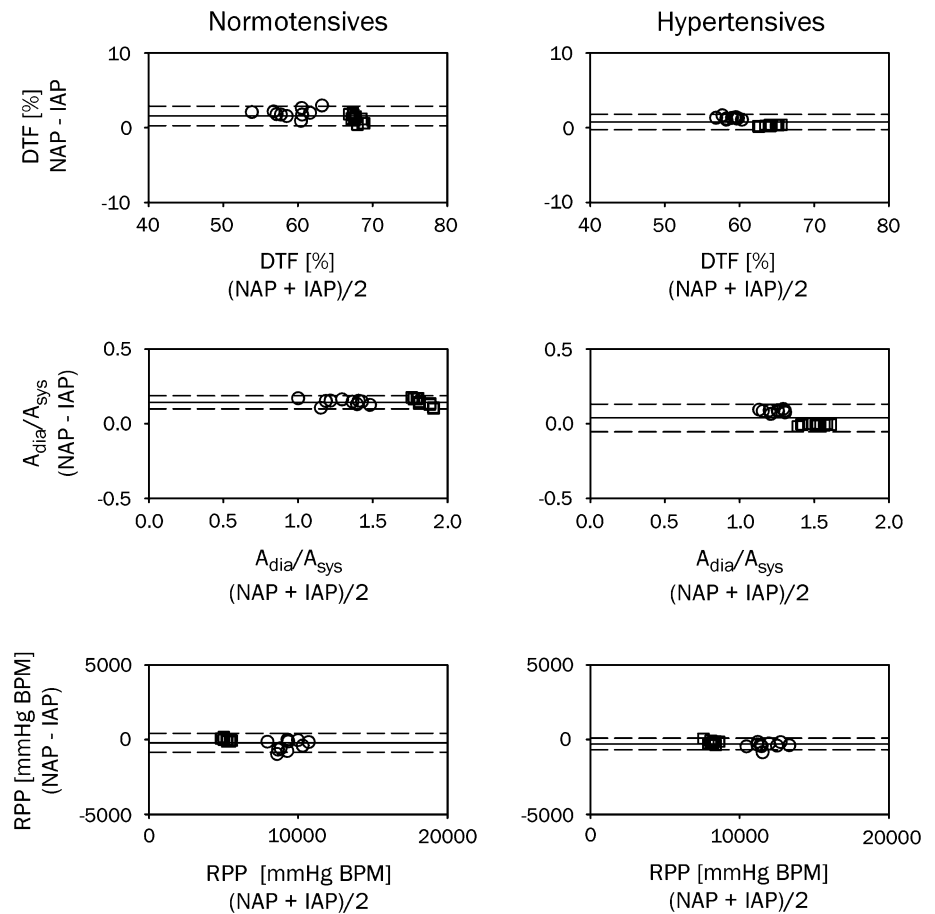 Normotensives
Hypertensives
DTF [%]
NAP - IAP
10
0
-10
40 50 60 70 80
DTF [%]
(NAP + IAP)/2
10
0
-10
40 50 60 70 80
DTF [%]
(NAP + IAP)/2
Adia/Asys
(NAP - IAP)
0.5
0.0
-0.5
0.0 0.5 1.0 1.5 2.0
Adia/Asys
(NAP + IAP)/2
0.5
0.0
-0.5
0.0 0.5 1.0 1.5 2.0
Adia/Asys
(NAP + IAP)/2
RPP [mmHg BPM]
(NAP - IAP)
5000
0
-5000
0 10000 20000
RPP [mmHg BPM]
(NAP + IAP)/2
5000
0
-5000
0 10000 20000
RPP [mmHg BPM]
(NAP + IAP)/2